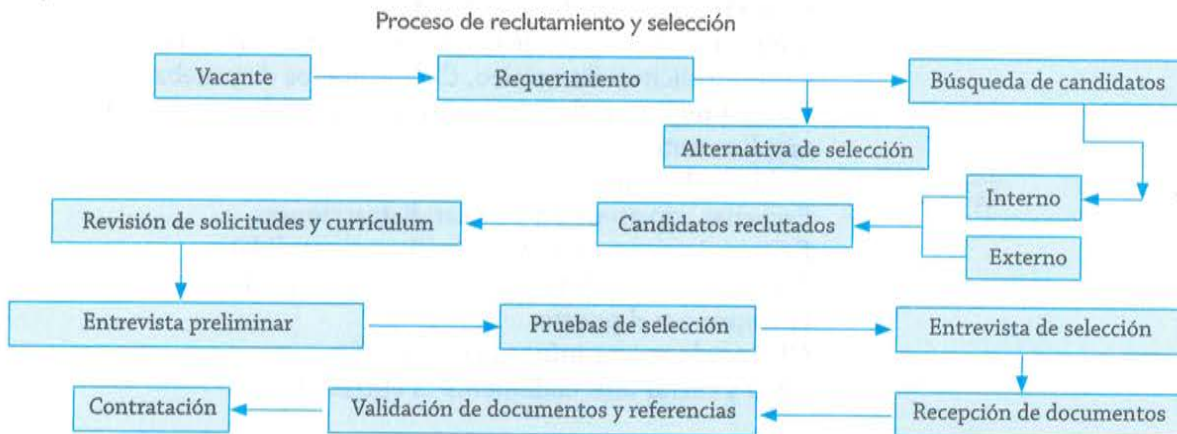 Proceso de reclutamiento y selección
Vacante
Requerimiento
Búsqueda de candidatos
Alternativa de selección
Interno
Revisión de solicitudes y currículum
Candidatos reclutados
Externo
Entrevista preliminar
Pruebas de selección
Entrevista de selección
Contratación
Validación de documentos y referencias
Recepción de documentos